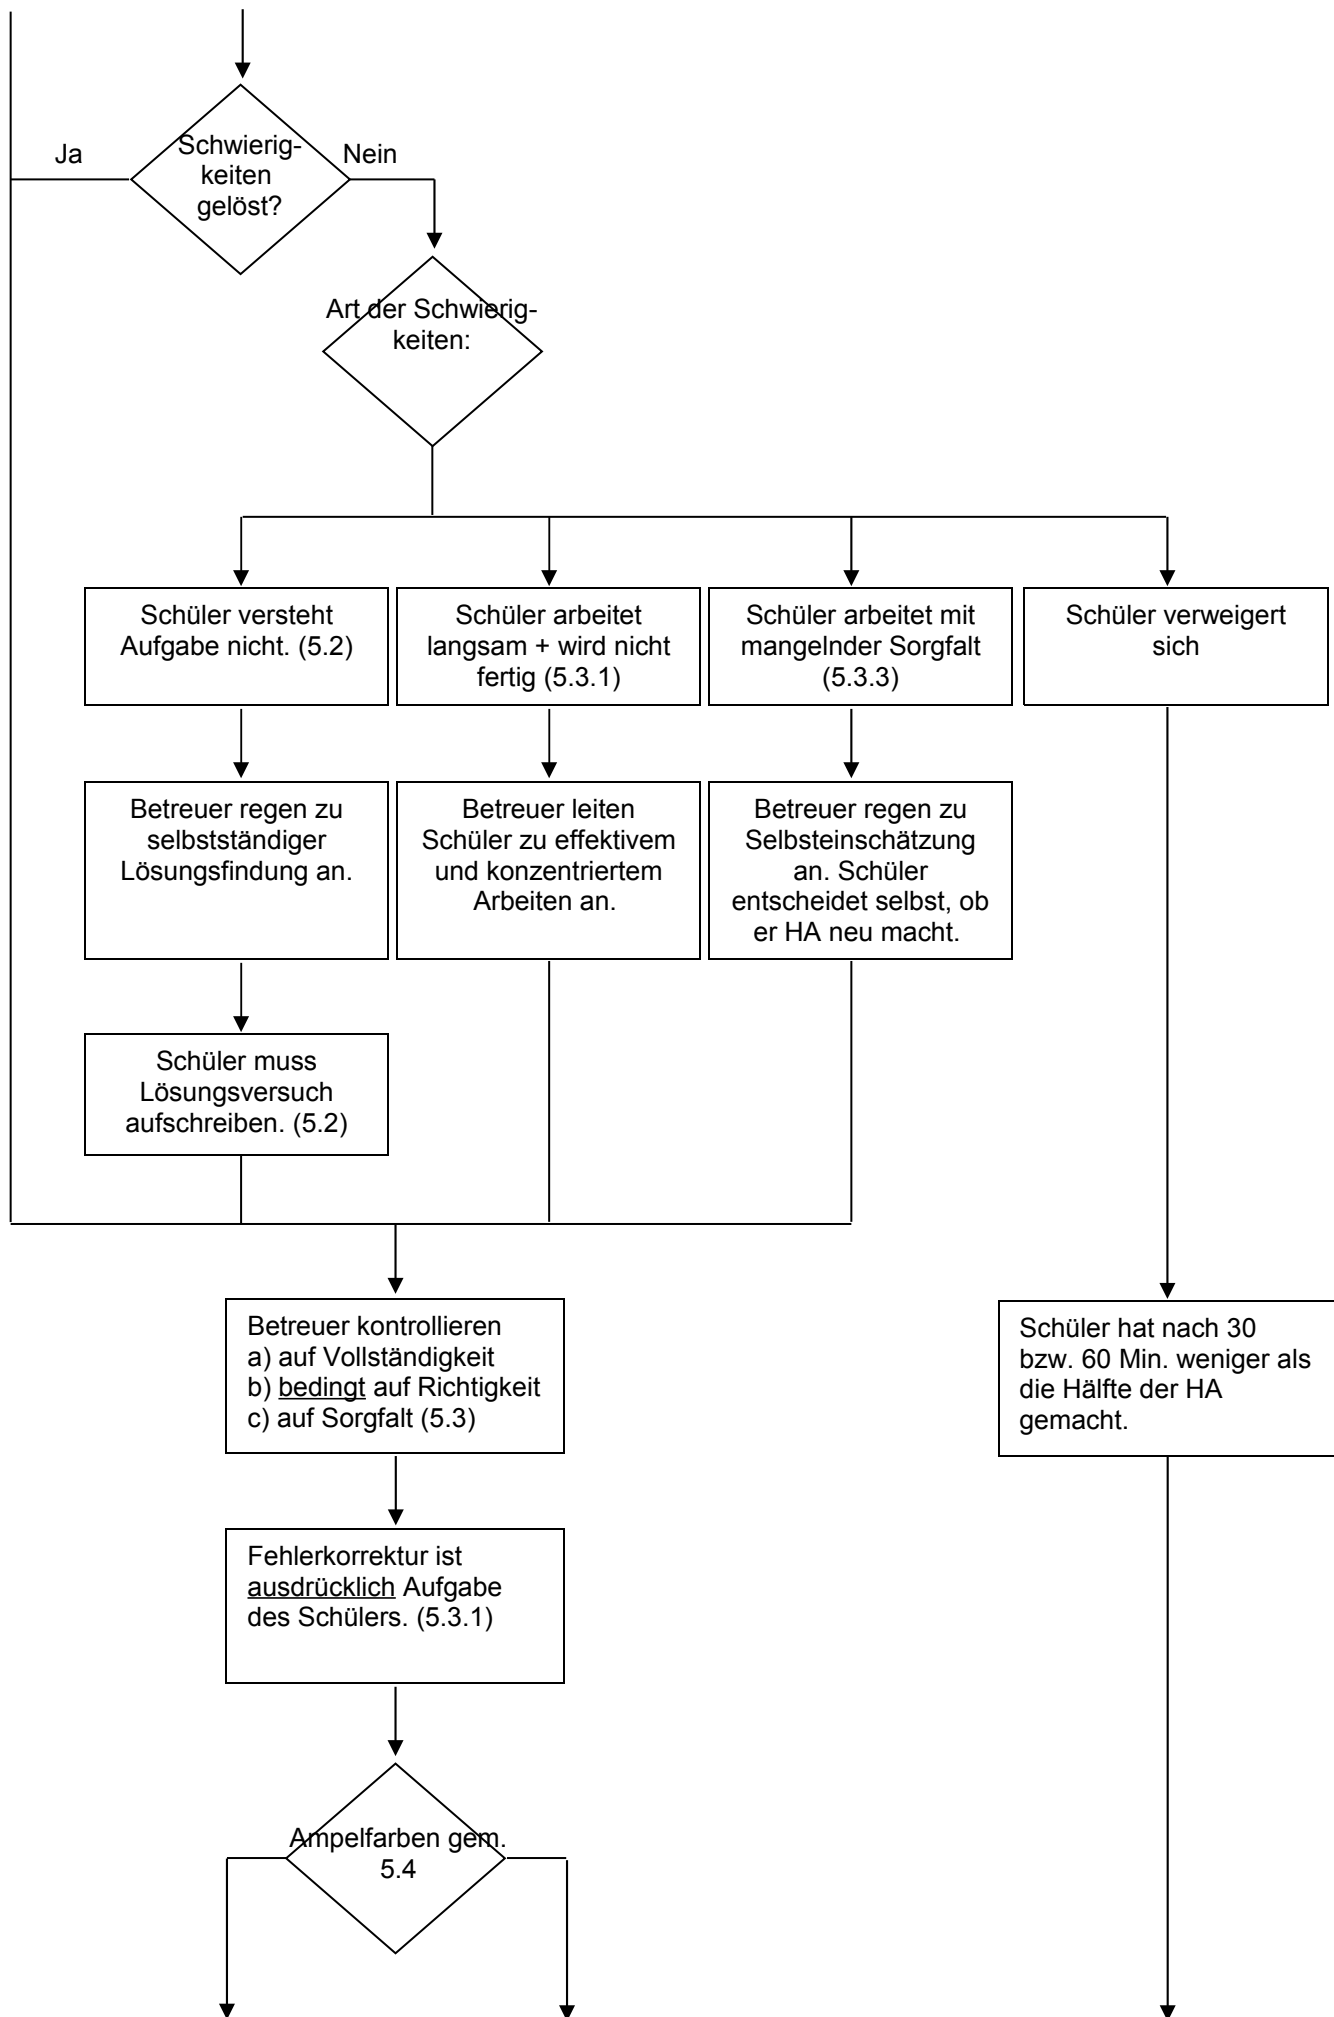 Ja
Schwierig-
keiten
gelöst?
Nein
Art der Schwierig-
keiten:
Schüler versteht
Aufgabe nicht. (5.2)
Schüler arbeitet
langsam + wird nicht
fertig (5.3.1)
Schüler arbeitet mit
mangelnder Sorgfalt
(5.3.3)
Schüler verweigert
sich
Betreuer regen zu
selbstständiger
Lösungsfindung an.
Betreuer leiten
Schüler zu effektivem
und konzentriertem
Arbeiten an.
Betreuer regen zu
Selbsteinschätzung
an. Schüler
entscheidet selbst, ob
er HA neu macht.
Schüler muss
Lösungsversuch
aufschreiben. (5.2)
Betreuer kontrollieren
a) auf Vollständigkeit
b) bedingt auf Richtigkeit
c) auf Sorgfalt (5.3)
Schüler hat nach 30
bzw. 60 Min. weniger als
die Hälfte der HA
gemacht.
Fehlerkorrektur ist
ausdrücklich Aufgabe
des Schülers. (5.3.1)
Ampelfarben gem.
5.4